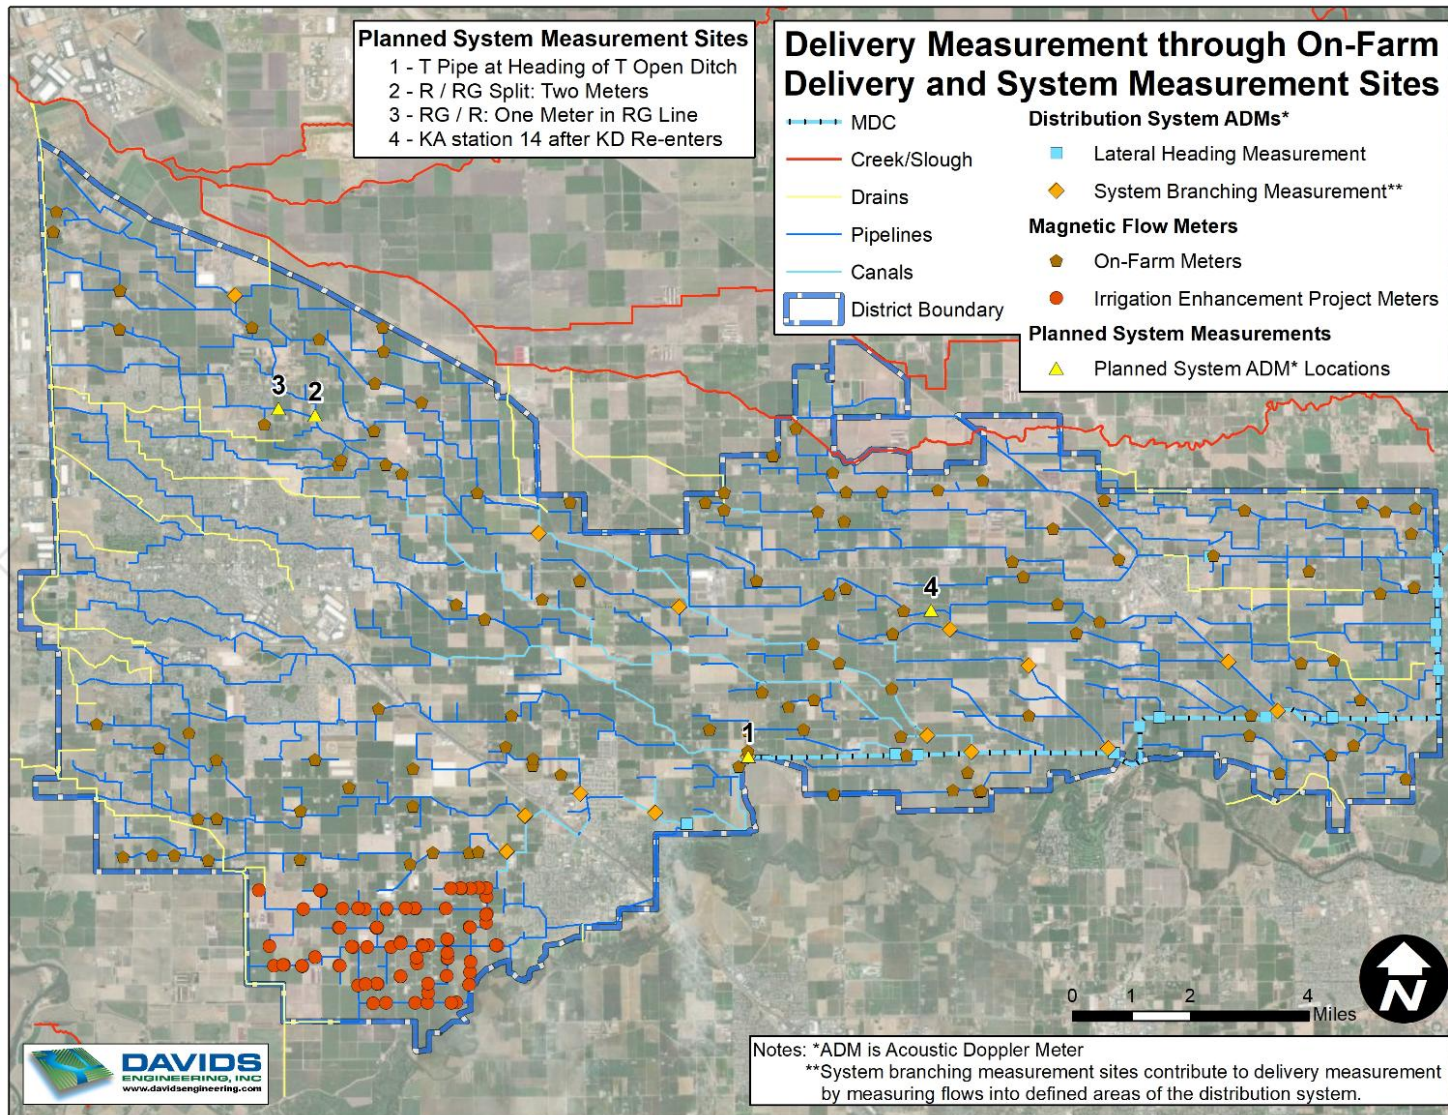 Planned System Measurement Sites
1 - T Pipe at Heading of T Open Ditch
2 - R / RG Split: Two Meters
3 - RG / R: One Meter in RG Line
4 - KA station 14 after KD Re-enters
Delivery Measurement through On-Farm
Delivery and System Measurement Sites
MDC
Creek/Slough
Drains
Pipelines
Canals
District Boundary
Distribution System ADMs*
Lateral Heading Measurement
System Branching Measurement**
Magnetic Flow Meters
On-Farm Meters
Irrigation Enhancement Project Meters
Planned System Measurements
Planned System ADM* Locations
3
2
4
1
N
0 1 2 4
Miles
DAVIDS
ENGINEERING, INC
www.davidsengineering.com
Notes: *ADM is Acoustic Doppler Meter
**System branching measurement sites contribute to delivery measurement
by measuring flows into defined areas of the distribution system.